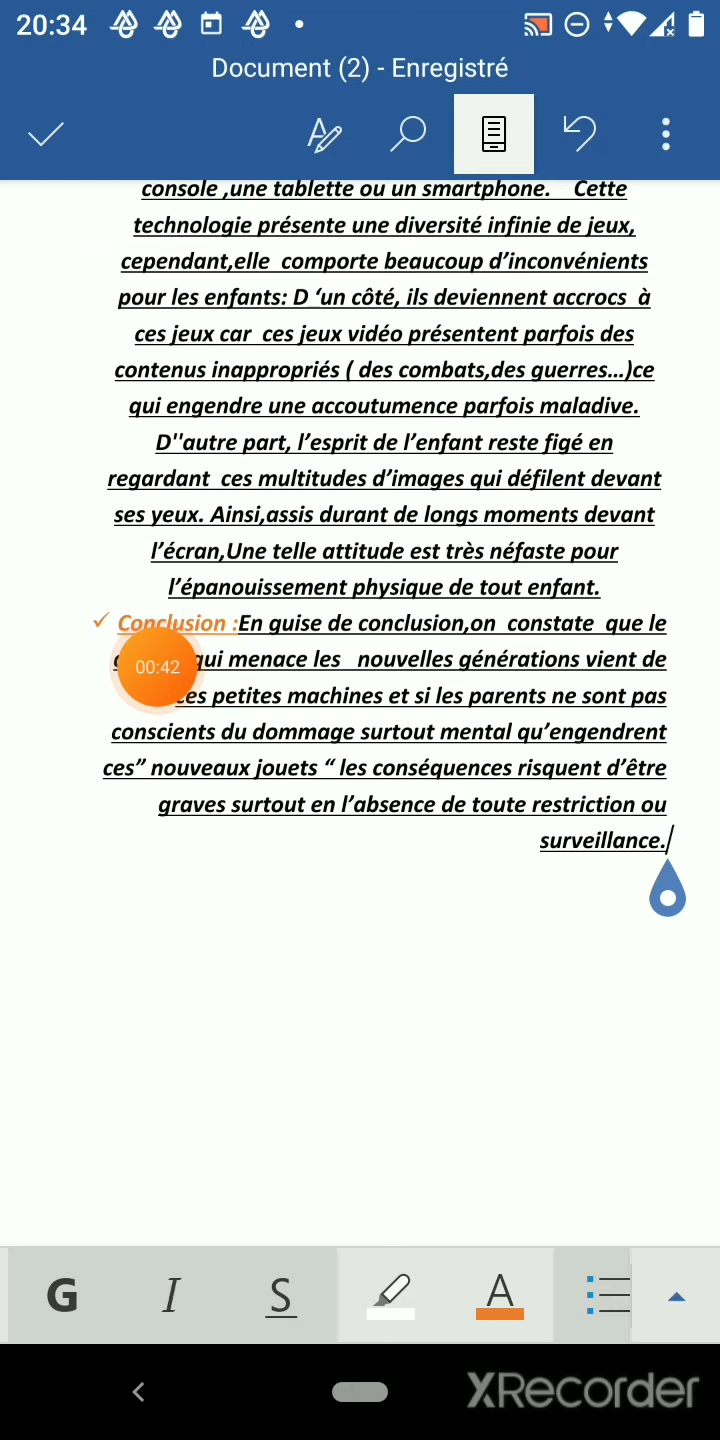 20:34
Document (2) - Enregistré
console ,une tablette ou un smartphone. Cette
technologie présente une diversité infinie de jeux,
cependant,elle comporte beaucoup d’inconvénients
pour les enfants: D ‘un côté, ils deviennent accrocs à
ces jeux car ces jeux vidéo présentent parfois des
contenus inappropriés ( des combats,des guerres...)ce
qui engendre une accoutumence parfois maladive.
D''autre part, l’esprit de l’enfant reste figé en
regardant ces multitudes d’images qui défilent devant
ses yeux. Ainsi,assis durant de longs moments devant
l’écran,Une telle attitude est très néfaste pour
l’épanouissement physique de tout enfant.
✓ Conclusion :En guise de conclusion,on constate que le
qui menace les nouvelles générations vient de
ces petites machines et si les parents ne sont pas
conscients du dommage surtout mental qu’engendrent
ces” nouveaux jouets “ les conséquences risquent d’être
graves surtout en l’absence de toute restriction ou
surveillance.
00:42
G I S A
XRecorder